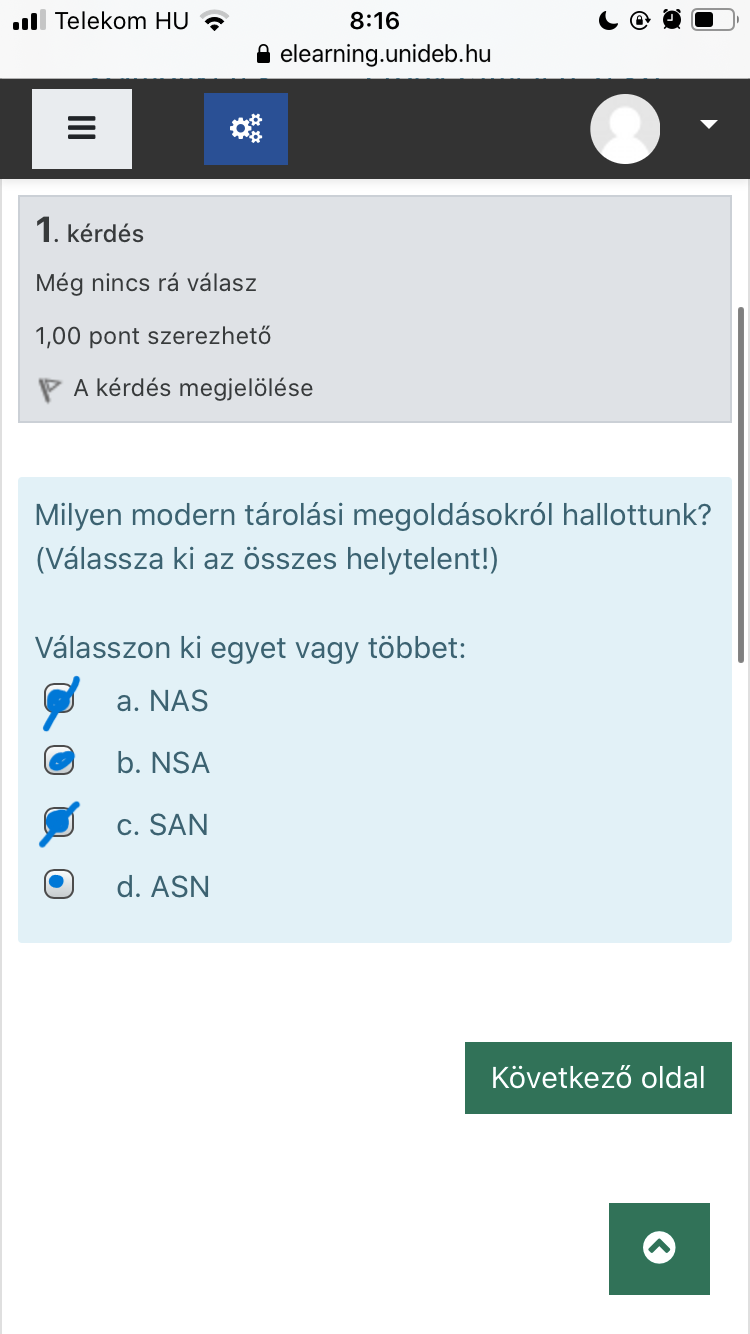 Telekom HU 8:16
elearning.unideb.hu
1. kérdés
Még nincs rá válasz
1,00 pont szerezhető
A kérdés megjelölése
Milyen modern tárolási megoldásokról hallottunk?
(Válassza ki az összes helytelent!)
Válasszon ki egyet vagy többet:
a. NAS
b. NSA
c. SAN
d. ASN
Következő oldal